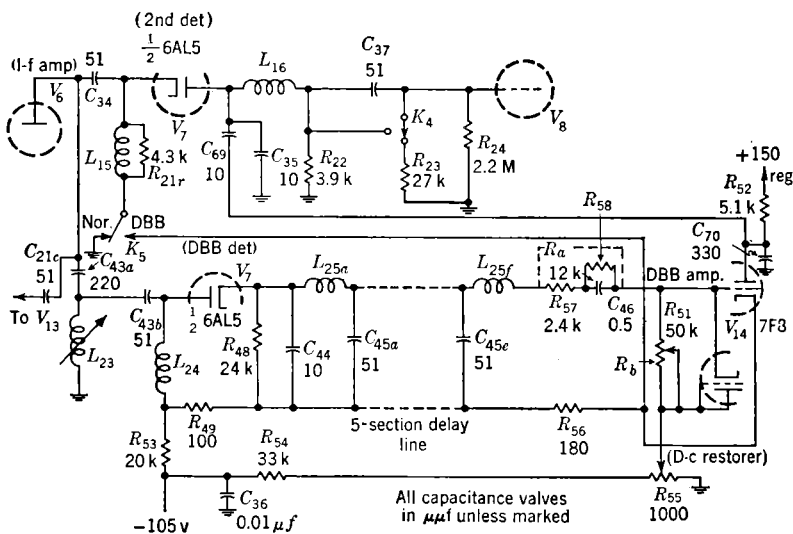 (2nd det)
½ 6AL5
(I-f amp)
V6
51
C34
V7
L16
C37
51
V8
L15
4.3 k
R21r
C69
10
C35
10
R22
3.9 k
K4
R23
27 k
R24
2.2 M
+150
reg
R52
5.1 k
R58
C70
330
Nor.
DBB
K5
(DBB det)
C21c
51
C43a
220
To V13
L23
C43b
51
½ 6AL5
V7
L24
L25a
L25f
Ra
12 k
R57
2.4 k
C46
0.5
DBB amp.
R51
50 k
Rb
V14
7F8
R48
24 k
C44
10
C45a
51
C45e
51
R49
100
5-section delay
line
R56
180
(D-c restorer)
R53
20 k
R54
33 k
C36
0.01 μf
-105 v
All capacitance valves
in μμf unless marked
R55
1000